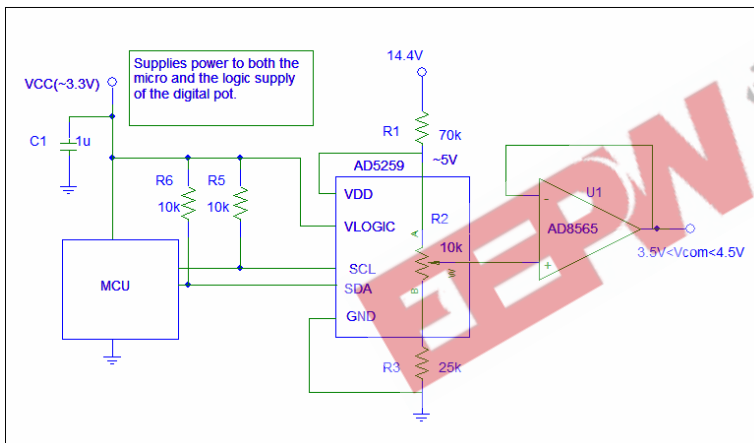 Supplies power to both the
micro and the logic supply
of the digital pot.
VCC(~3.3V)
14.4V
C1
1u
R1
70k
~5V
AD5259
R6
R5
10k
10k
VDD
VLOGIC
SCL
SDA
GND
MCU
A
R2
10k
W
B
R3
25k
-
+
U1
AD8565
3.5V<Vcom<4.5V
EEPW